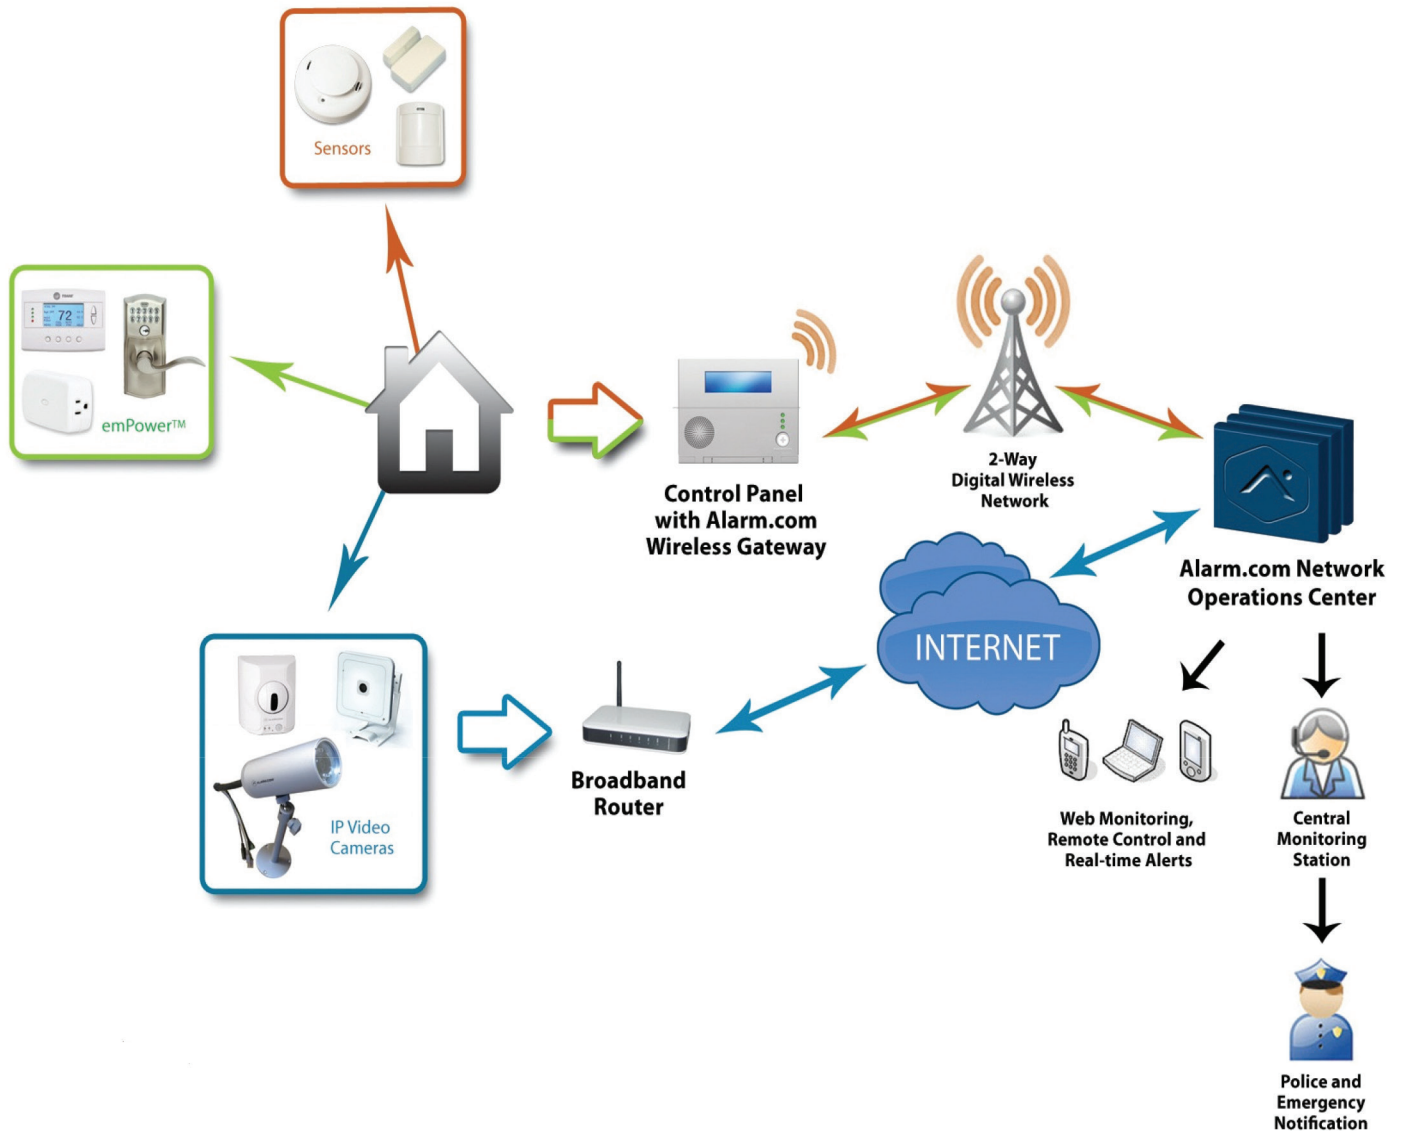 Sensors
72
emPower™
Control Panel
with Alarm.com
Wireless Gateway
2-Way
Digital Wireless
Network
Alarm.com Network
Operations Center
INTERNET
Broadband
Router
IP Video
Cameras
Web Monitoring,
Remote Control and
Real-time Alerts
Central
Monitoring
Station
Police and
Emergency
Notification